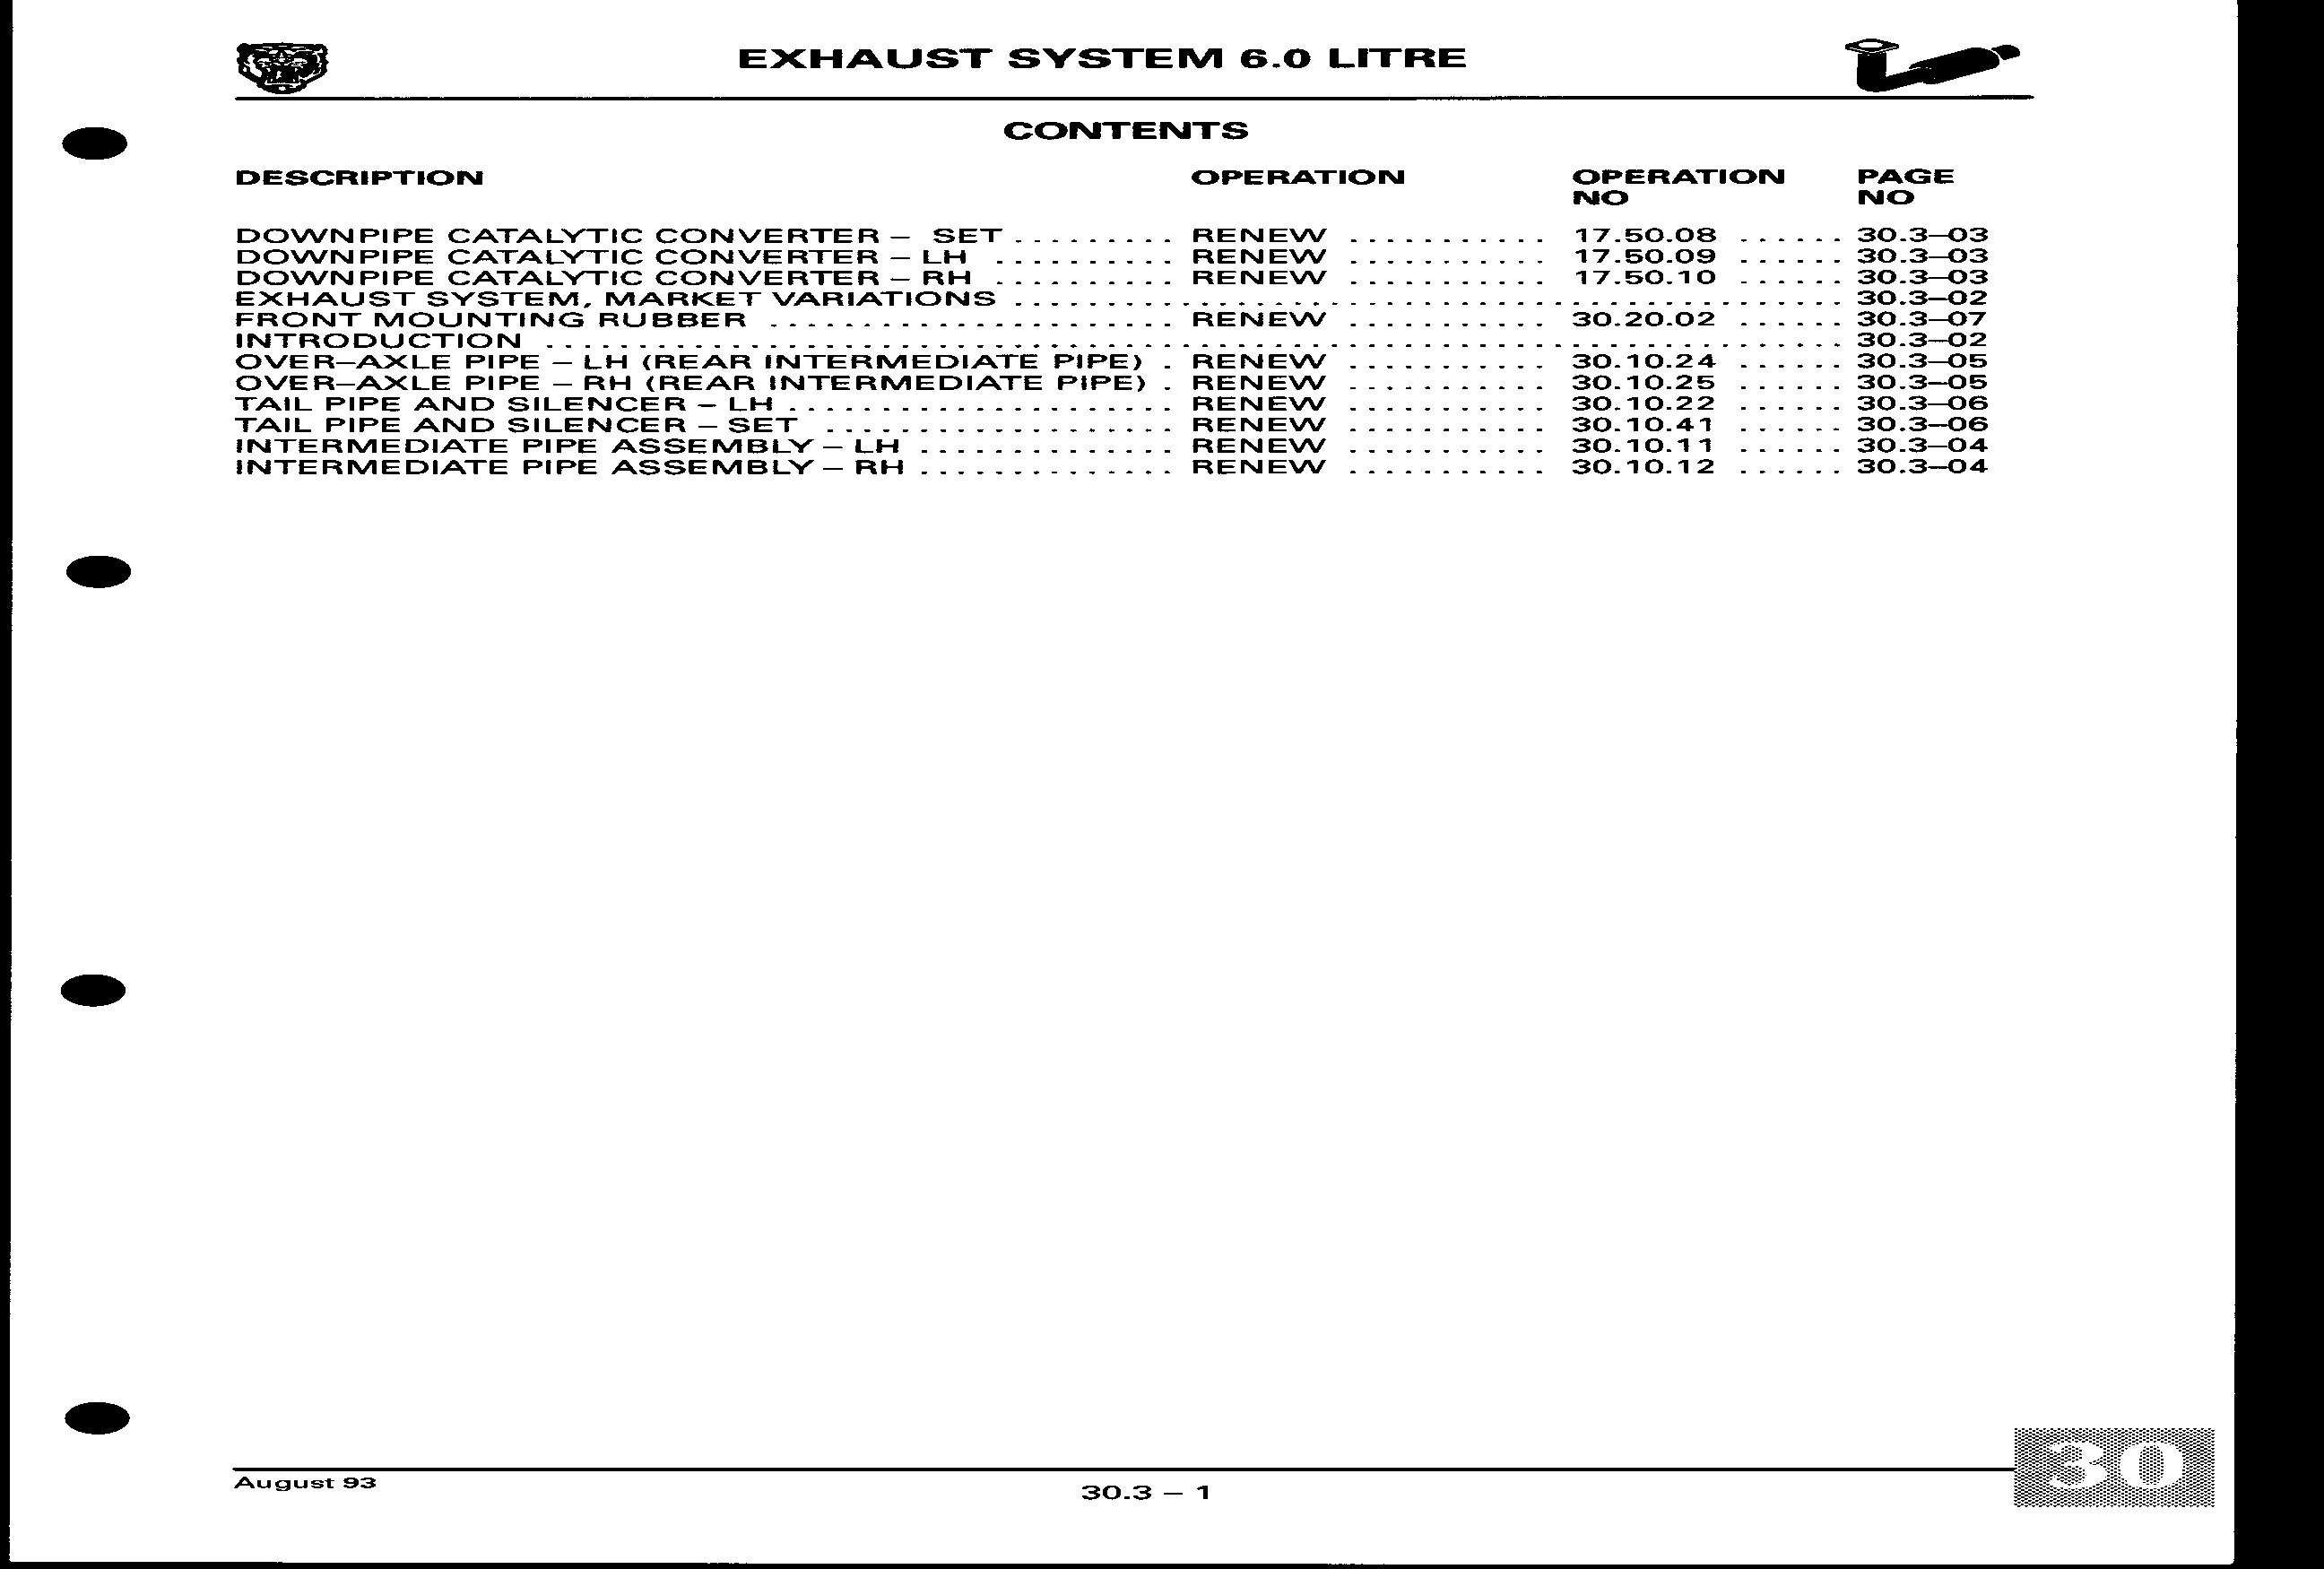 EXHAUST SYSTEM 6.0 LITRE
CONTENTS
DESCRIPTION OPERATION OPERATION NO PAGE NO
DOWNPIPE CATALYTIC CONVERTER – SET ......... RENEW ........... 17.50.08 ...... 30.3–03
DOWNPIPE CATALYTIC CONVERTER – LH .......... RENEW ........... 17.50.09 ...... 30.3–03
DOWNPIPE CATALYTIC CONVERTER – RH .......... RENEW ........... 17.50.10 ...... 30.3–03
EXHAUST SYSTEM, MARKET VARIATIONS ............................................. 30.3–02
FRONT MOUNTING RUBBER ...................... RENEW ........... 30.20.02 ...... 30.3–07
INTRODUCTION ...................................................................... 30.3–02
OVER–AXLE PIPE – LH (REAR INTERMEDIATE PIPE) . RENEW ........... 30.10.24 ...... 30.3–05
OVER–AXLE PIPE – RH (REAR INTERMEDIATE PIPE) . RENEW ........... 30.10.25 ...... 30.3–05
TAIL PIPE AND SILENCER – LH ..................... RENEW ........... 30.10.22 ...... 30.3–06
TAIL PIPE AND SILENCER – SET ................... RENEW ........... 30.10.41 ...... 30.3–06
INTERMEDIATE PIPE ASSEMBLY – LH .............. RENEW ........... 30.10.11 ...... 30.3–04
INTERMEDIATE PIPE ASSEMBLY – RH .............. RENEW ........... 30.10.12 ...... 30.3–04
August 93
30.3 – 1
30